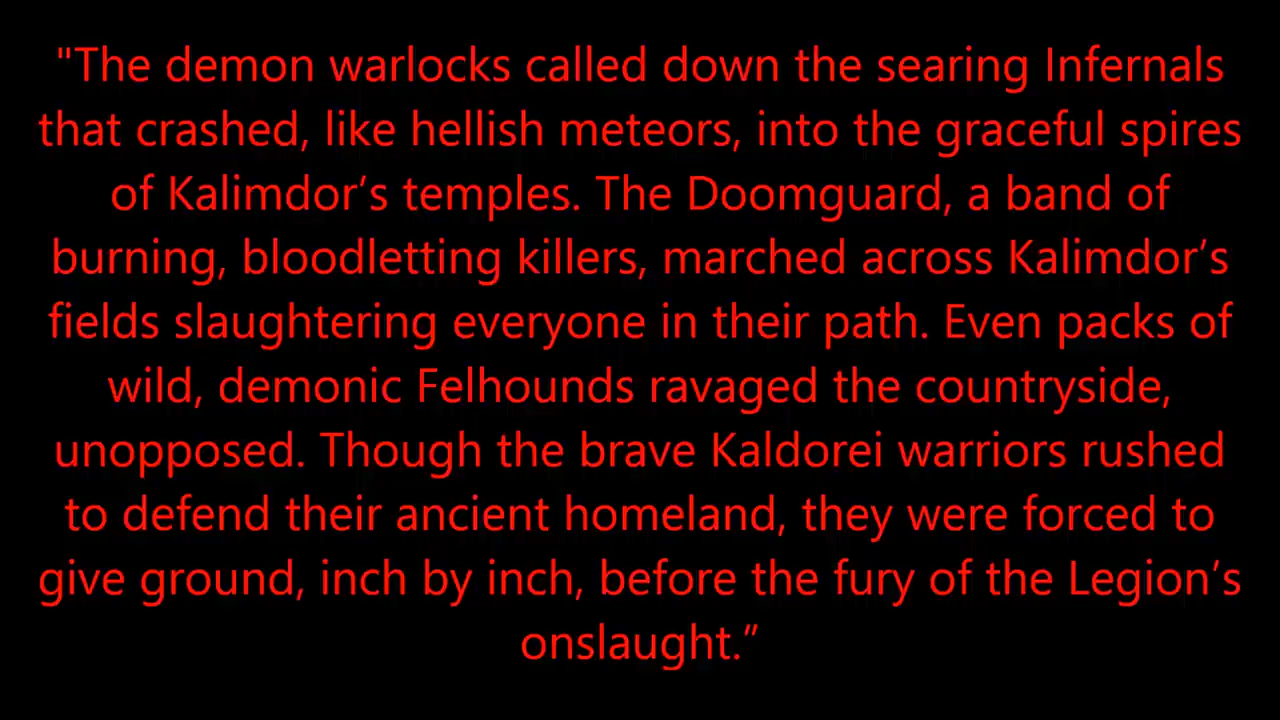 "The demon warlocks called down the searing Infernals
that crashed, like hellish meteors, into the graceful spires
of Kalimdor’s temples. The Doomguard, a band of
burning, bloodletting killers, marched across Kalimdor’s
fields slaughtering everyone in their path. Even packs of
wild, demonic Felhounds ravaged the countryside,
unopposed. Though the brave Kaldorei warriors rushed
to defend their ancient homeland, they were forced to
give ground, inch by inch, before the fury of the Legion’s
onslaught.”